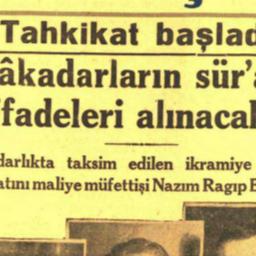 Tahkikat başlad
âkadarların sür'
fadeleri alınacal
darlıkta taksim edilen ikramiye
atını maliye müfettişi Nazım Ragıp B